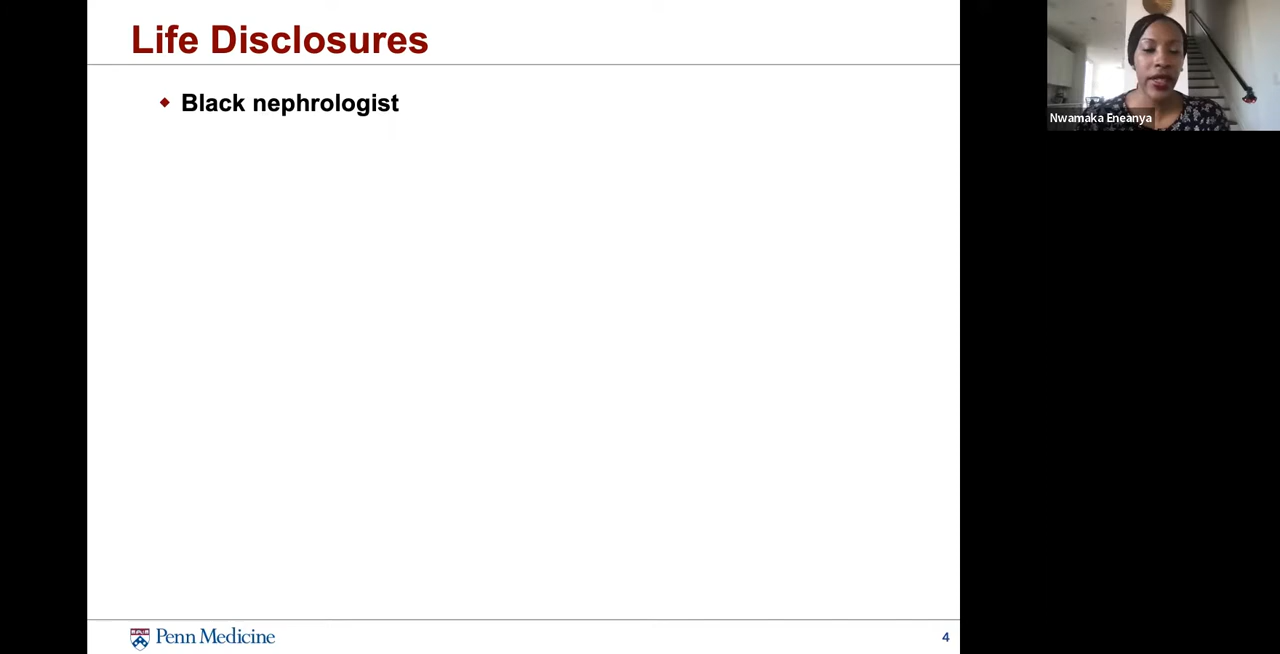 Life Disclosures
Black nephrologist
Nwamaka Eneanya
Penn Medicine
4